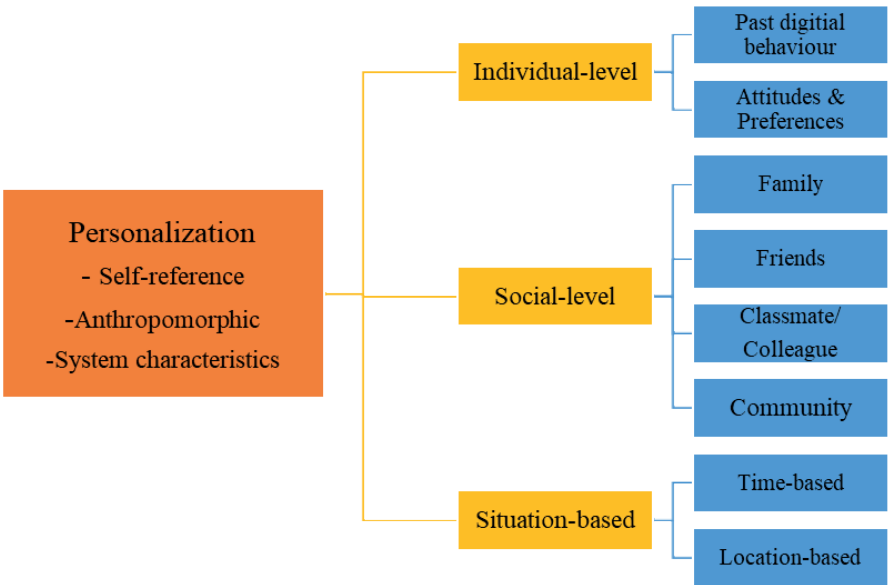 Personalization
- Self-reference
-Anthropomorphic
-System characteristics
Individual-level
Past digitial
behaviour
Attitudes &
Preferences
Social-level
Family
Friends
Classmate/
Colleague
Community
Situation-based
Time-based
Location-based